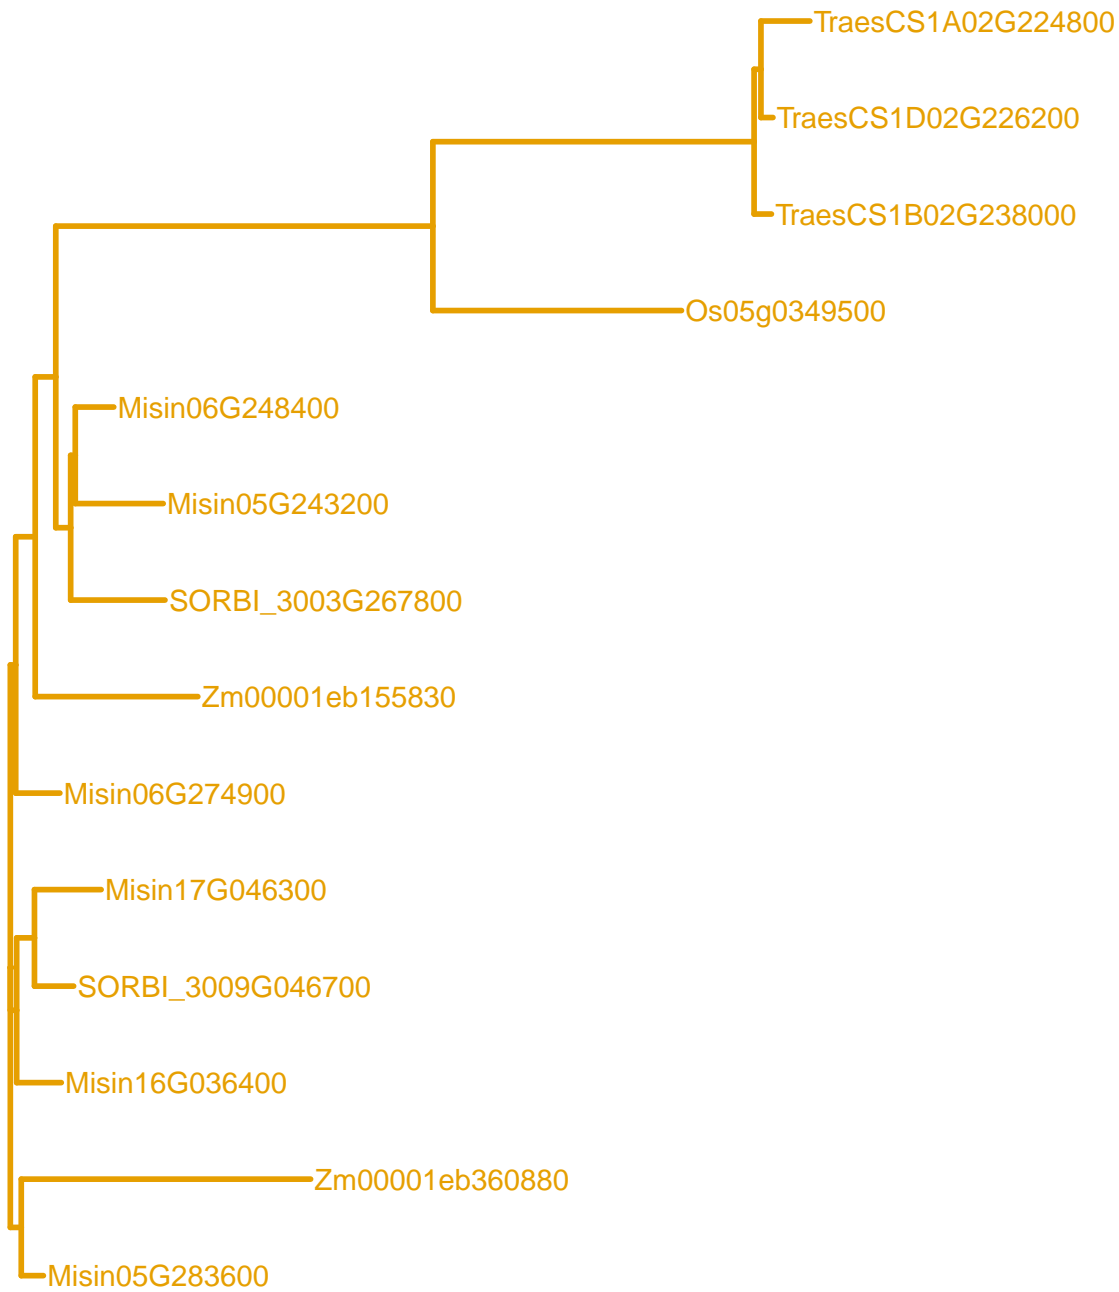 TraesCS1A02G224800
TraesCS1D02G226200
TraesCS1B02G238000
Os05g0349500
Misin06G248400
Misin05G243200
SORBI_3003G267800
Zm00001eb155830
Misin06G274900
Misin17G046300
SORBI_3009G046700
Misin16G036400
Zm00001eb360880
Misin05G283600